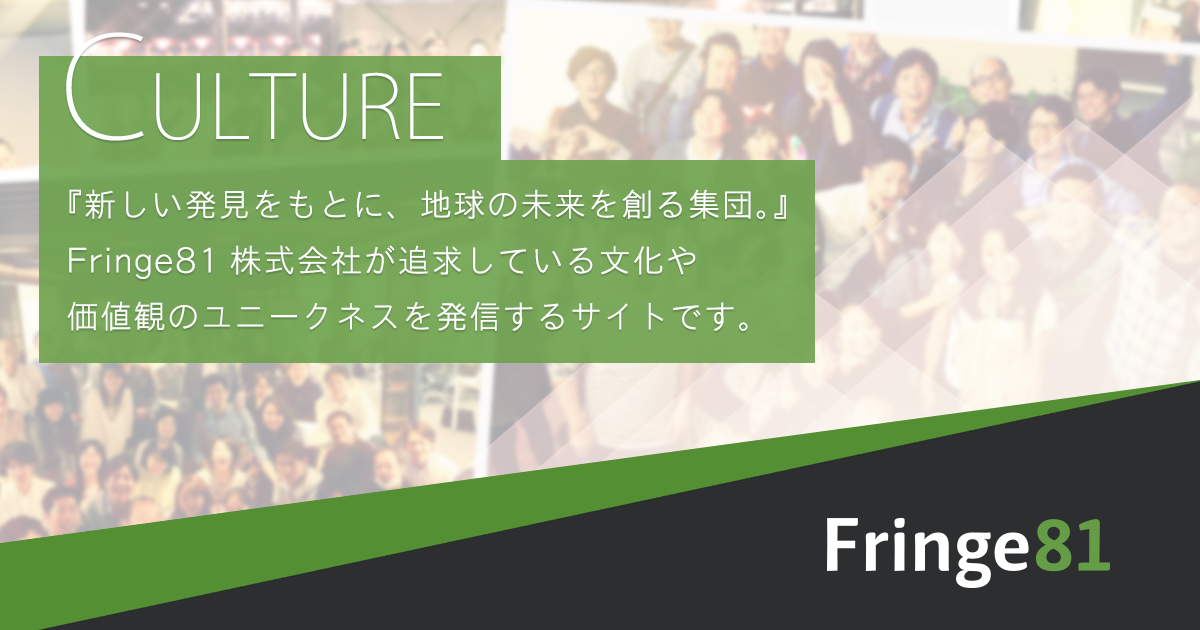 CULTURE
『新しい発見をもとに、地球の未来を創る集団。』
Fringe81 株式会社が追求している文化や
価値観のユニークネスを発信するサイトです。
Fringe81